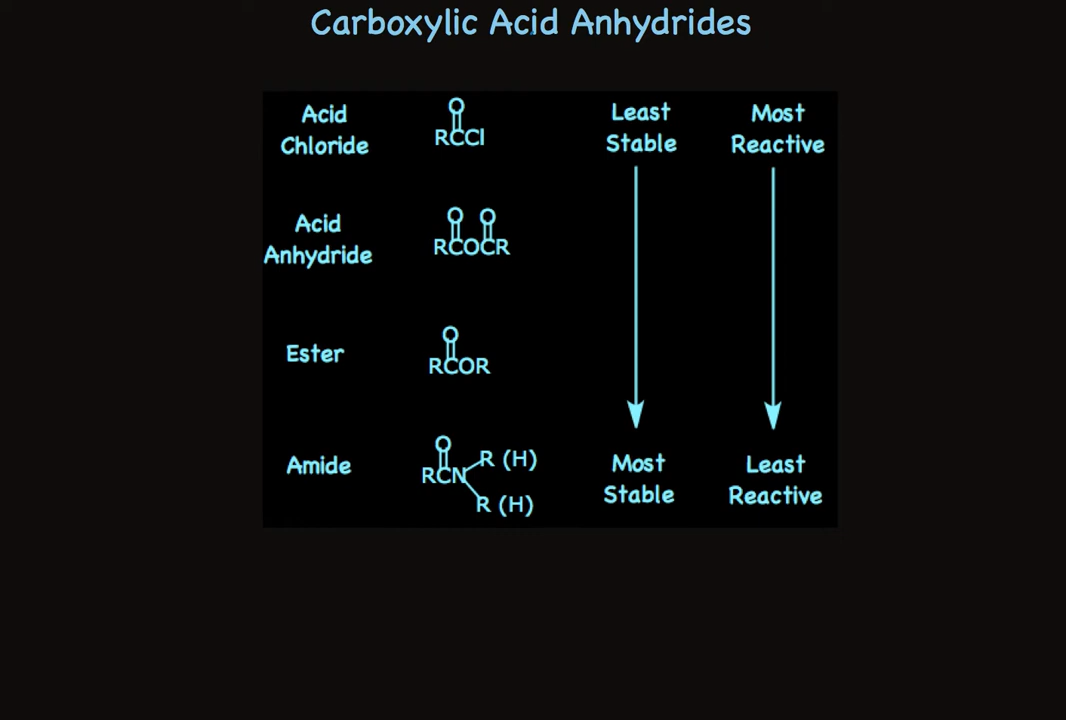 Carboxylic Acid Anhydrides
Acid
Chloride
O
RCCl
Least
Stable
Most
Reactive
Acid
Anhydride
O O
RCOCR
Ester
O
RCOR
Amide
O
RCN
R (H)
R (H)
Most
Stable
Least
Reactive